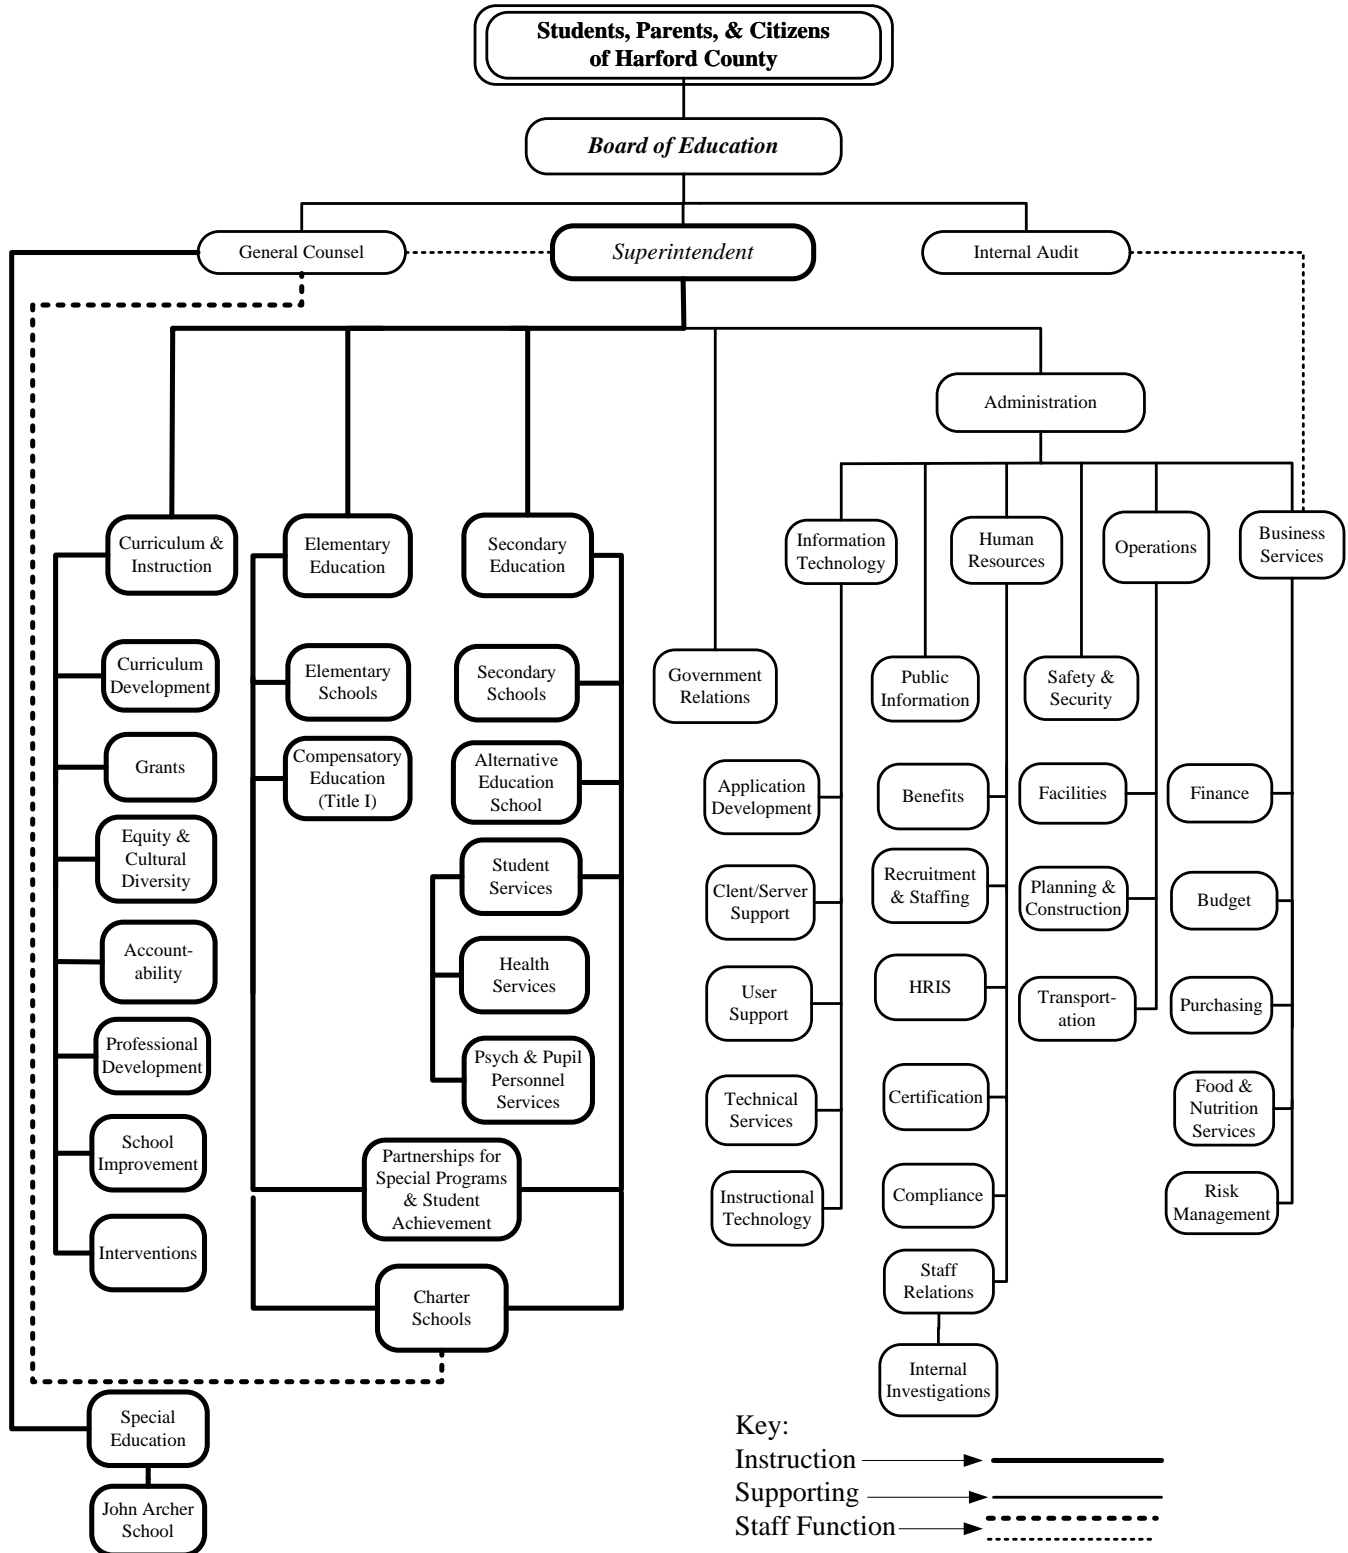 Students, Parents, & Citizens
of Harford County
Board of Education
General Counsel
Superintendent
Internal Audit
Administration
Curriculum &
Instruction
Elementary
Education
Secondary
Education
Information
Technology
Human
Resources
Operations
Business
Services
Curriculum
Development
Elementary
Schools
Secondary
Schools
Government
Relations
Public
Information
Safety &
Security
Grants
Compensatory
Education
(Title I)
Alternative
Education
School
Application
Development
Benefits
Facilities
Finance
Equity &
Cultural
Diversity
Student
Services
Clent/Server
Support
Recruitment
& Staffing
Planning &
Construction
Budget
Account-
ability
Health
Services
User
Support
HRIS
Transport-
ation
Purchasing
Professional
Development
Psych & Pupil
Personnel
Services
Technical
Services
Certification
Food &
Nutrition
Services
School
Improvement
Partnerships for
Special Programs
& Student
Achievement
Instructional
Technology
Compliance
Risk
Management
Interventions
Charter
Schools
Staff
Relations
Internal
Investigations
Special
Education
John Archer
School
Key:
Instruction
Supporting
Staff Function